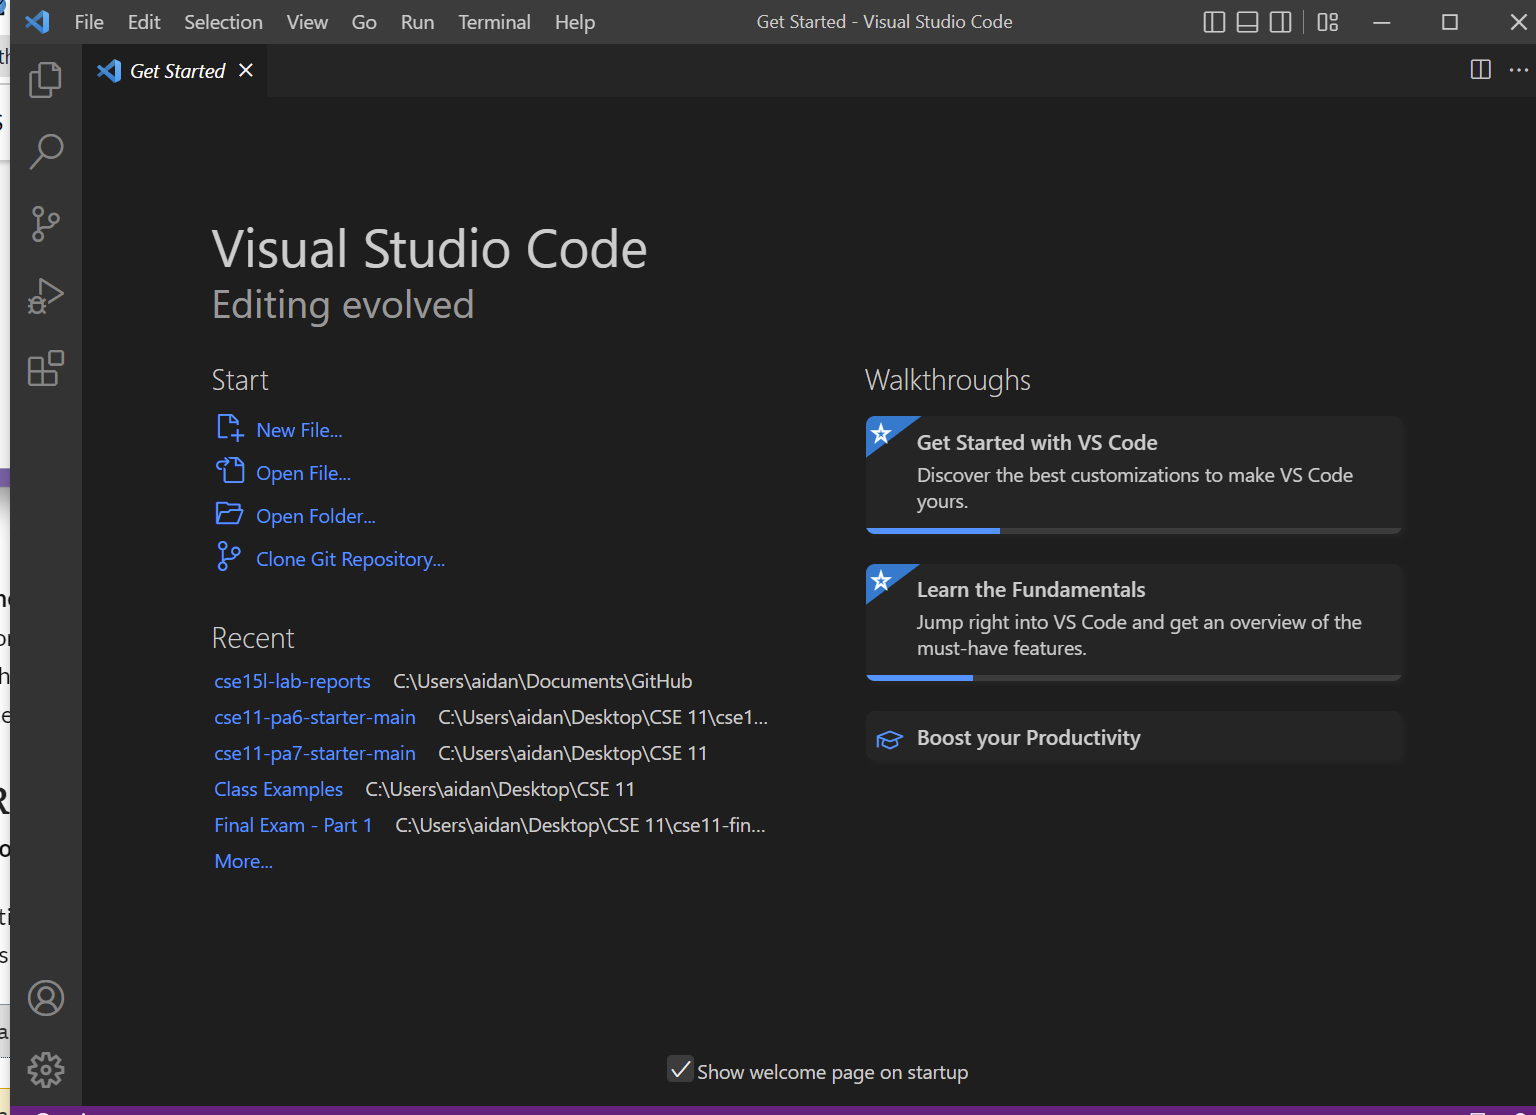 File Edit Selection View Go Run Terminal Help Get Started - Visual Studio Code
Get Started
Visual Studio Code
Editing evolved
Start
New File...
Open File...
Open Folder...
Clone Git Repository...
Recent
cse15l-lab-reports C:\Users\aidan\Documents\GitHub
cse11-pa6-starter-main C:\Users\aidan\Desktop\CSE 11\cse1...
cse11-pa7-starter-main C:\Users\aidan\Desktop\CSE 11
Class Examples C:\Users\aidan\Desktop\CSE 11
Final Exam - Part 1 C:\Users\aidan\Desktop\CSE 11\cse11-fin...
More...
Walkthroughs
Get Started with VS Code
Discover the best customizations to make VS Code
yours.
Learn the Fundamentals
Jump right into VS Code and get an overview of the
must-have features.
Boost your Productivity
Show welcome page on startup